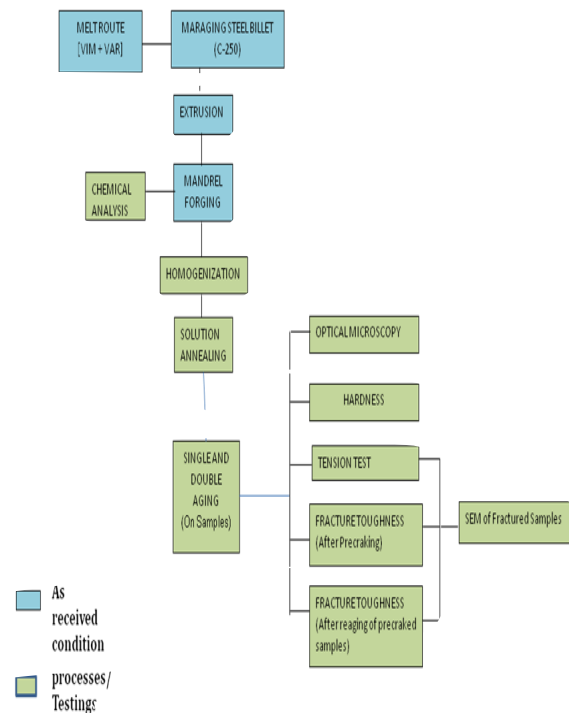 MELT ROUTE
[VIM + VAR]
MARAGING STEEL BILLET
(C-250)
EXTRUSION
MANDREL
FORGING
CHEMICAL
ANALYSIS
HOMOGENIZATION
SOLUTION
ANNEALING
SINGLE AND
DOUBLE
AGING
(On Samples)
OPTICAL MICROSCOPY
HARDNESS
TENSION TEST
FRACTURE TOUGHNESS
(After Precraking)
FRACTURE TOUGHNESS
(After reaging of precraked
samples)
SEM of Fractured Samples
As
received
condition
processes/
Testings